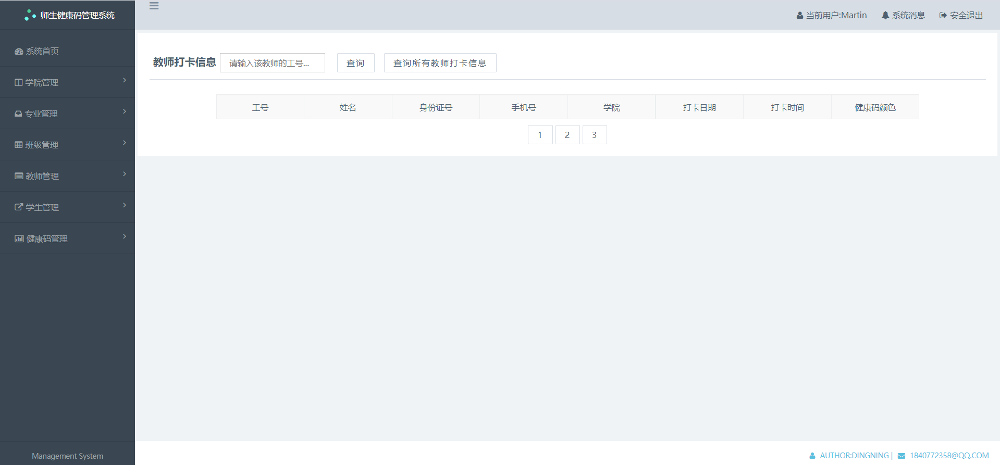 师生健康码管理系统
当前用户:Martin 系统消息 安全退出
系统首页
学院管理
专业管理
班级管理
教师管理
学生管理
健康码管理
教师打卡信息 请输入该教师的工号... 查询 查询所有教师打卡信息
工号 姓名 身份证号 手机号 学院 打卡日期 打卡时间 健康码颜色
1 2 3
Management System
AUTHOR:DINGNING | 1840772358@QQ.COM